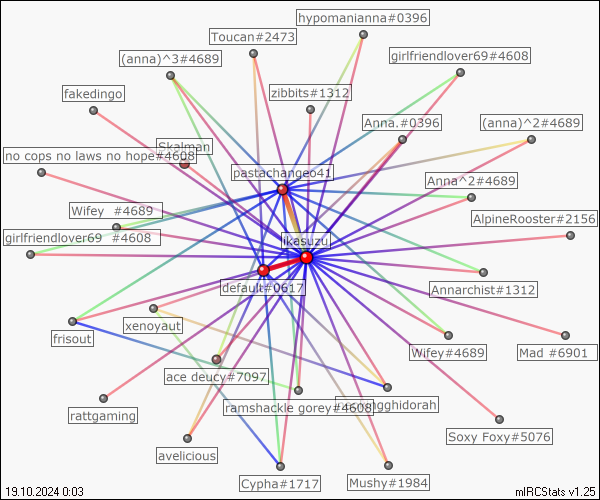 hypomanianna#0396
Toucan#2473
(anna)^3#4689
girlfriendlover69#4608
fakedingo
zibbits#1312
Anna.#0396
(anna)^2#4689
Skalman
no cops no laws no hope#4608
pastachangeo41
Anna^2#4689
Wifey #4689
AlpineRooster#2156
girlfriendlover69 #4608
ikasuzu
default#0617
Annarchist#1312
xenoyaut
frisout
Wifey#4689
Mad #6901
ace deucy#7097
rattgaming
ramshackle gorey#4608
gghidorah
Soxy Foxy#5076
avelicious
Cypha#1717
Mushy#1984
19.10.2024 0:03
mIRCStats v1.25